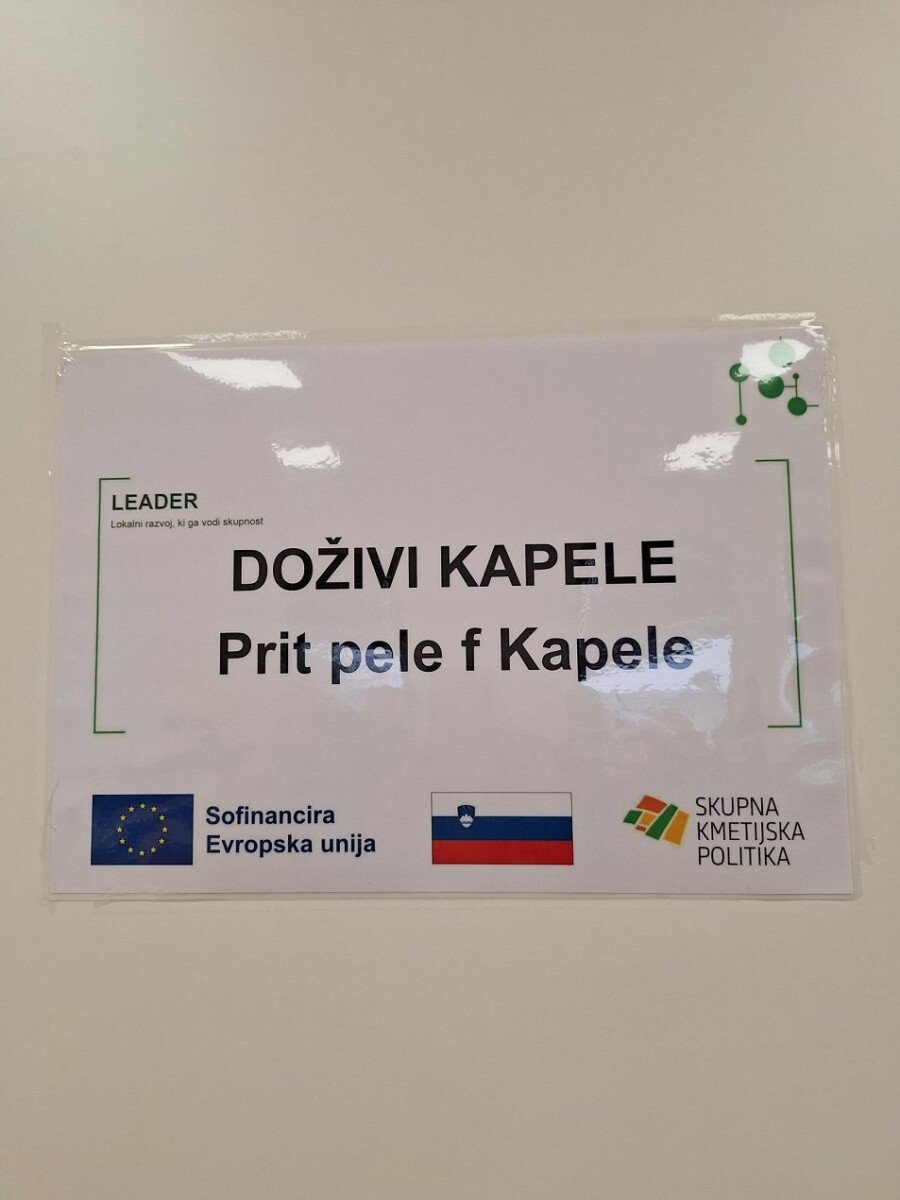 LEADER
Lokalni razvoj, ki ga vodi skupnost
DOŽIVI KAPELE
Prit pele f Kapele
Sofinancira
Evropska unija
SKUPNA
KMETIJSKA
POLITIKA